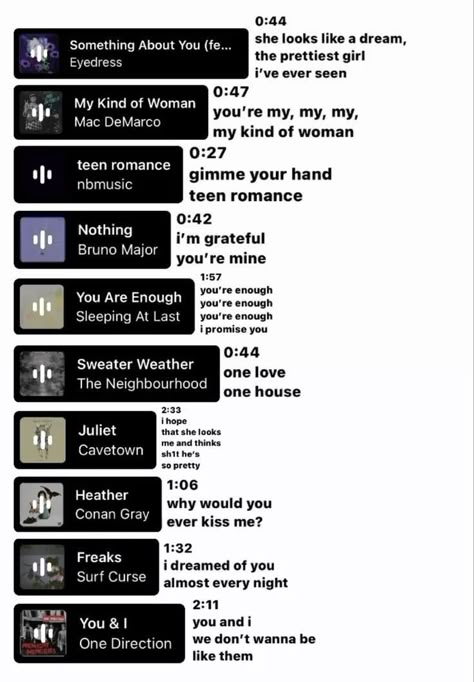 0:44
Something About You (fe...
Eyedress
she looks like a dream,
the prettiest girl
i've ever seen
My Kind of Woman
Mac DeMarco
0:47
you're my, my, my,
my kind of woman
teen romance
nbmusic
0:27
gimme your hand
teen romance
Nothing
Bruno Major
0:42
i'm grateful
you're mine
You Are Enough
Sleeping At Last
1:57
you're enough
you're enough
you're enough
i promise you
Sweater Weather
The Neighbourhood
0:44
one love
one house
Juliet
Cavetown
2:33
i hope
that she looks
me and thinks
sh1t he's
so pretty
Heather
Conan Gray
1:06
why would you
ever kiss me?
Freaks
Surf Curse
1:32
i dreamed of you
almost every night
You & I
One Direction
2:11
you and i
we don't wanna be
like them